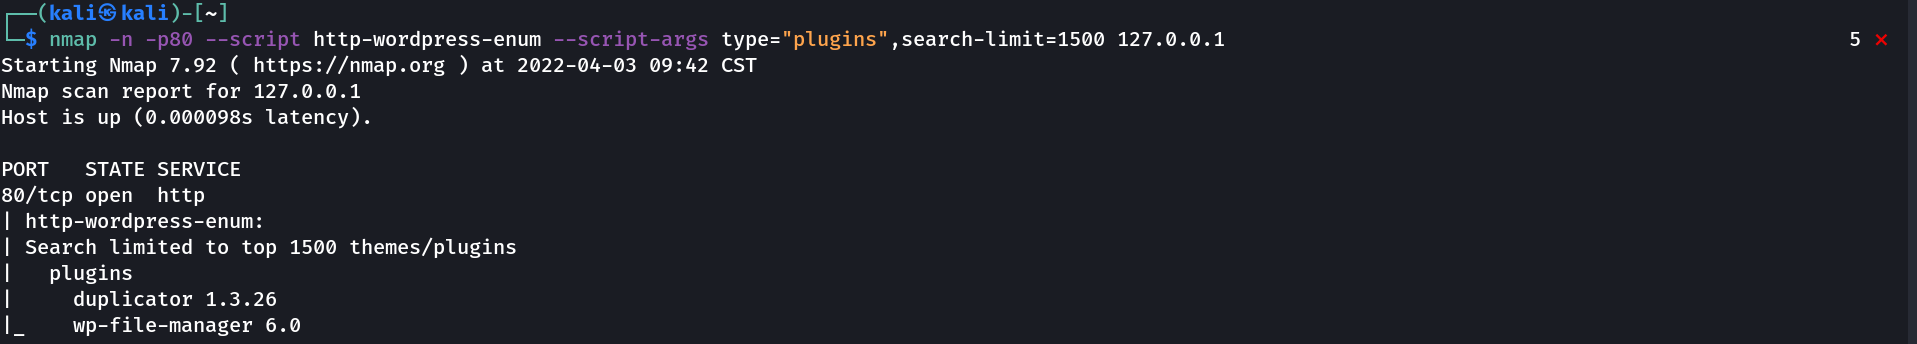 ┌──(kali㉿kali)-[~]
└─$ nmap -n -p80 --script http-wordpress-enum --script-args type="plugins",search-limit=1500 127.0.0.1 5 ⨯
Starting Nmap 7.92 ( https://nmap.org ) at 2022-04-03 09:42 CST
Nmap scan report for 127.0.0.1
Host is up (0.000098s latency).

PORT   STATE SERVICE
80/tcp open  http
| http-wordpress-enum:
| Search limited to top 1500 themes/plugins
|   plugins
|     duplicator 1.3.26
|_    wp-file-manager 6.0